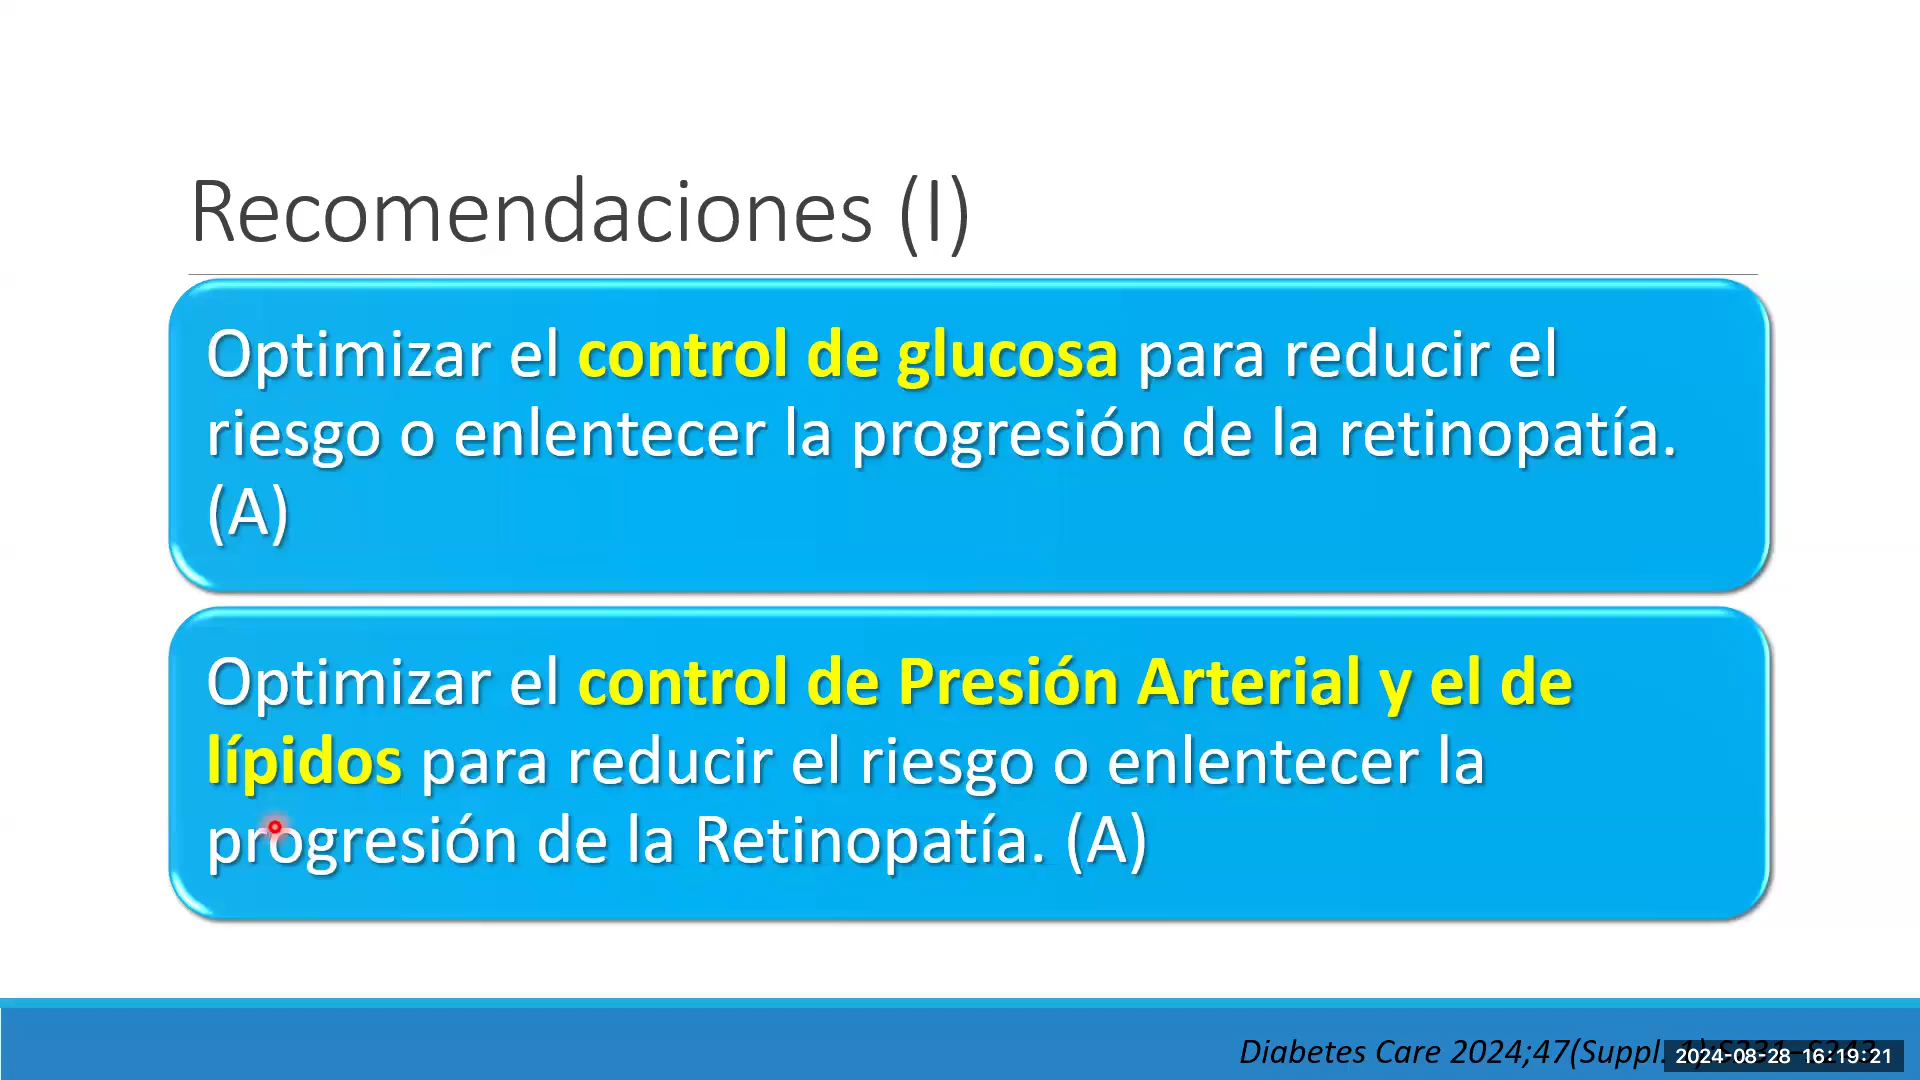 Recomendaciones (I)
Optimizar el control de glucosa para reducir el
riesgo o enlentecer la progresión de la retinopatía.
(A)
Optimizar el control de Presión Arterial y el de
lípidos para reducir el riesgo o enlentecer la
progresión de la Retinopatía. (A)
Diabetes Care 2024;47(Suppl.
2024-08-28 16:19:21